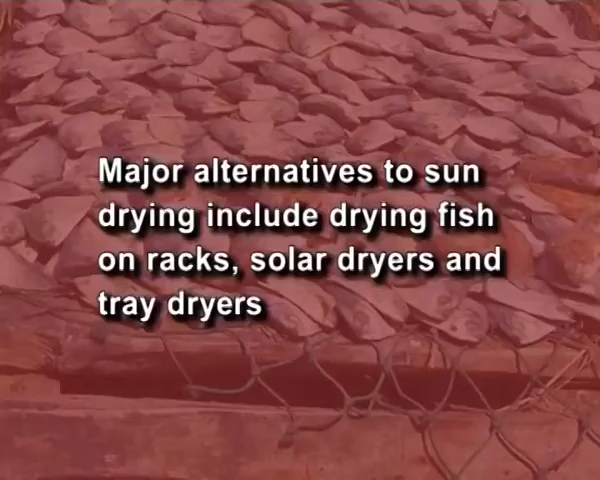 Major alternatives to sun
drying include drying fish
on racks, solar dryers and
tray dryers